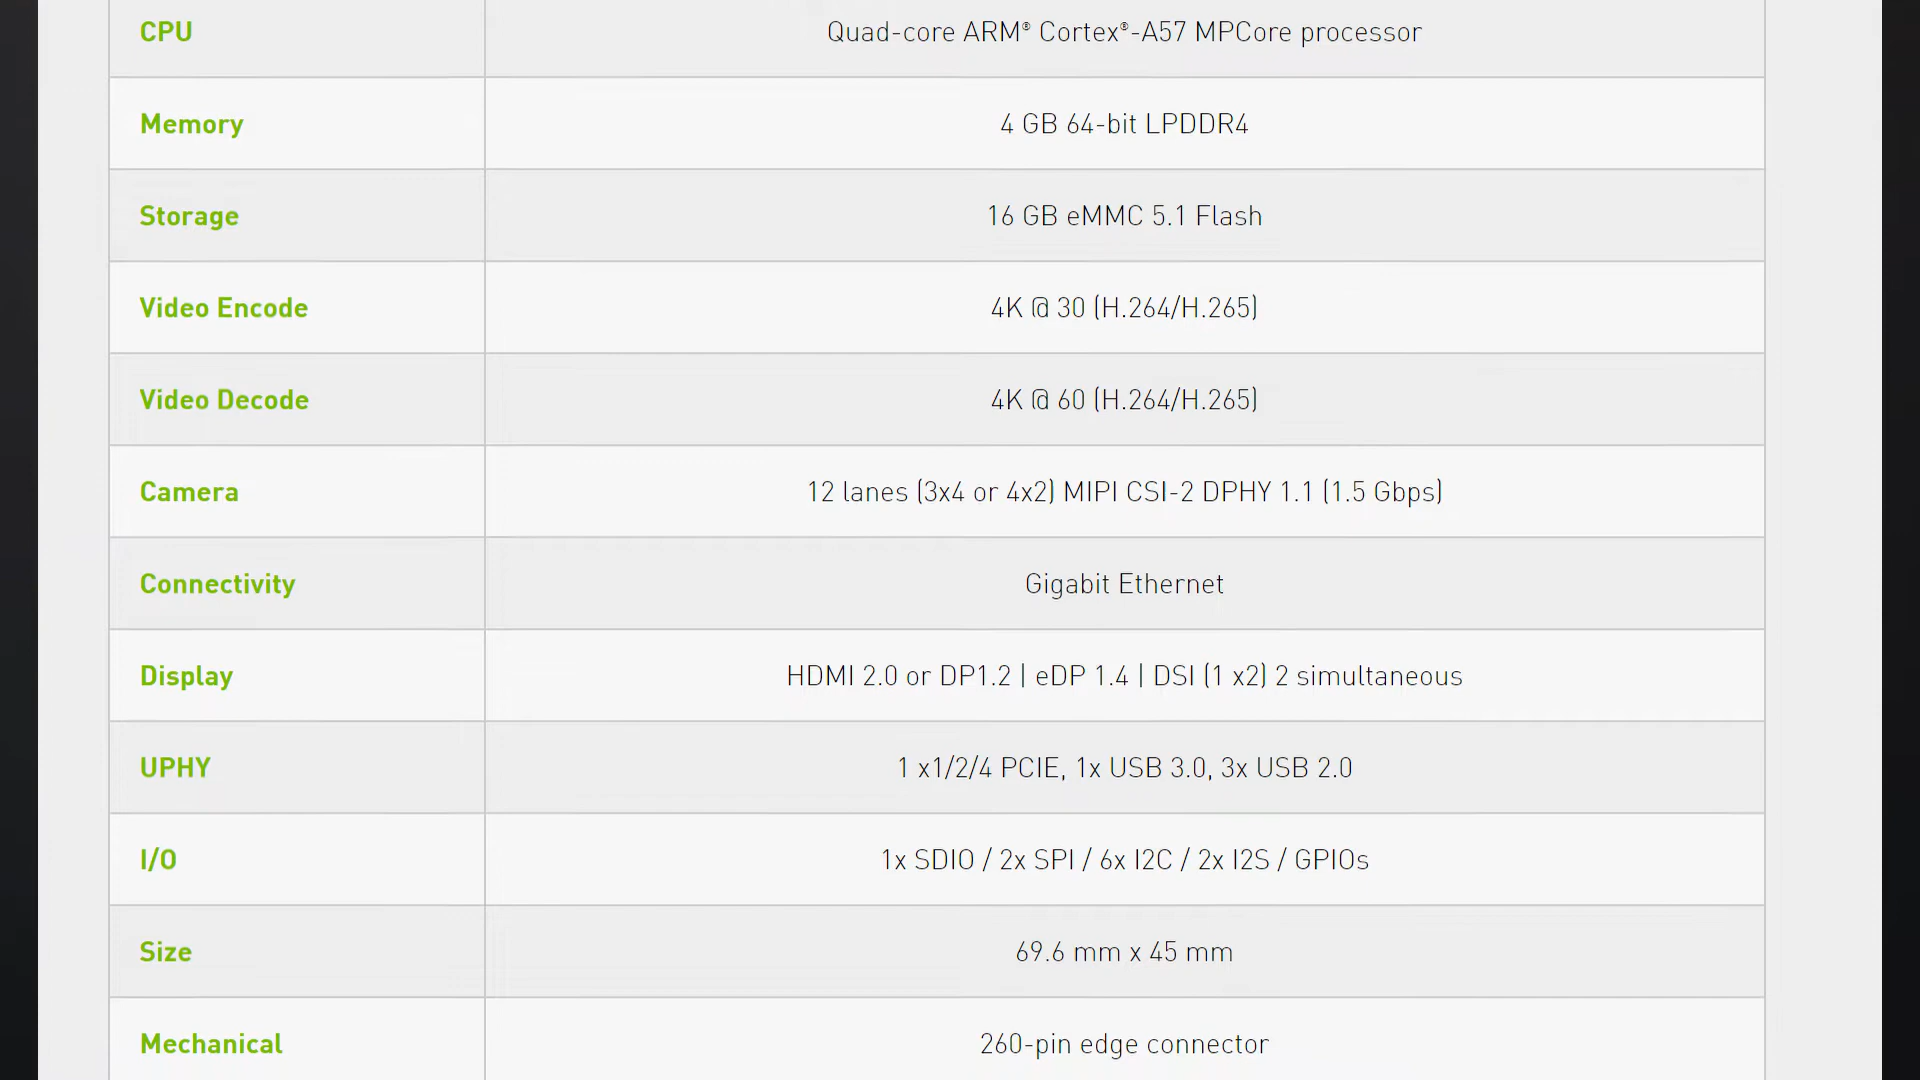 CPU Quad-core ARM® Cortex®-A57 MPCore processor
Memory 4 GB 64-bit LPDDR4
Storage 16 GB eMMC 5.1 Flash
Video Encode 4K @ 30 (H.264/H.265)
Video Decode 4K @ 60 (H.264/H.265)
Camera 12 lanes (3x4 or 4x2) MIPI CSI-2 DPHY 1.1 (1.5 Gbps)
Connectivity Gigabit Ethernet
Display HDMI 2.0 or DP1.2 | eDP 1.4 | DSI (1 x2) 2 simultaneous
UPHY 1 x1/2/4 PCIE, 1x USB 3.0, 3x USB 2.0
I/O 1x SDIO / 2x SPI / 6x I2C / 2x I2S / GPIOs
Size 69.6 mm x 45 mm
Mechanical 260-pin edge connector